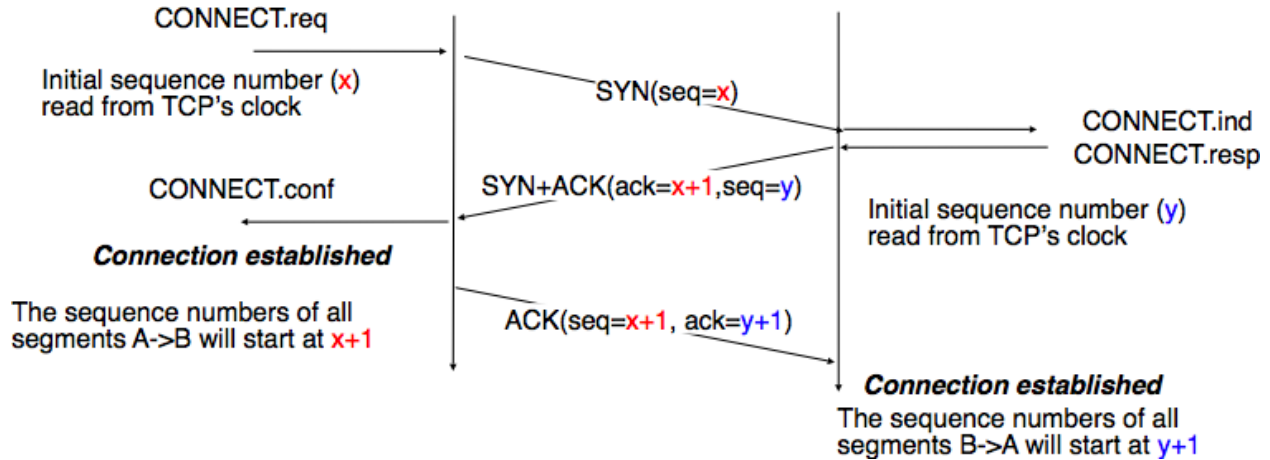 CONNECT.req
Initial sequence number (x)
read from TCP's clock
SYN(seq=x)
CONNECT.ind
CONNECT.resp
CONNECT.conf
SYN+ACK(ack=x+1,seq=y)
Initial sequence number (y)
read from TCP's clock
Connection established
The sequence numbers of all
segments A->B will start at x+1
ACK(seq=x+1, ack=y+1)
Connection established
The sequence numbers of all
segments B->A will start at y+1